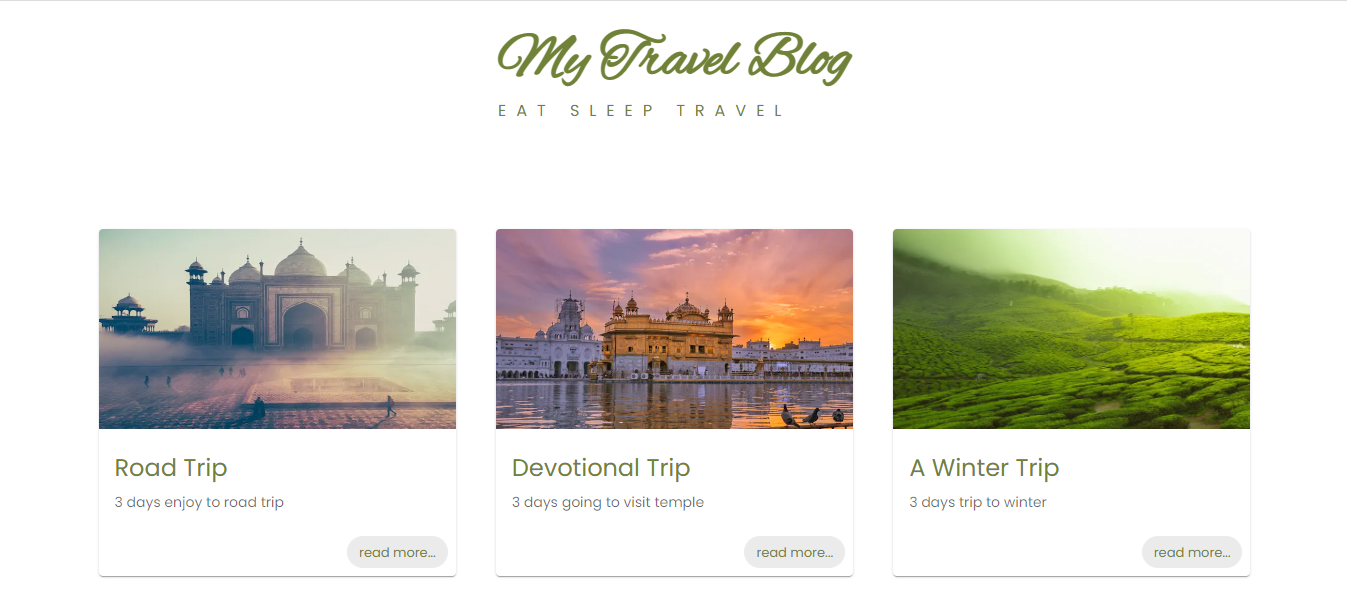 My Travel Blog
EAT SLEEP TRAVEL
Road Trip
3 days enjoy to road trip
read more...
Devotional Trip
3 days going to visit temple
read more...
A Winter Trip
3 days trip to winter
read more...